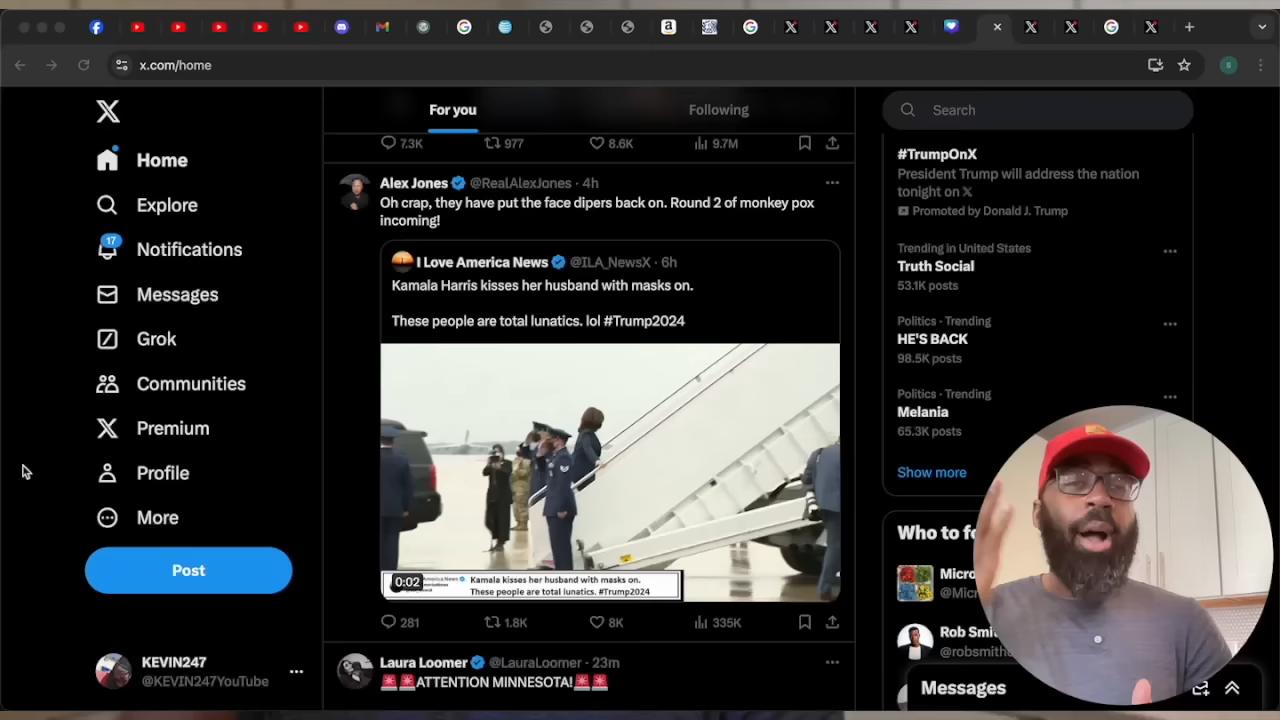 x.com/home
S
X
Home
Explore
17
Notifications
Messages
Grok
Communities
Premium
Profile
More
Post
KEVIN247
@KEVIN247YouTube
For you
Following
7.3K
977
8.6K
9.7M
Alex Jones @RealAlexJones · 4h
Oh crap, they have put the face dipers back on. Round 2 of monkey pox
incoming!
I Love America News @ILA_NewsX · 6h
Kamala Harris kisses her husband with masks on.
These people are total lunatics. lol #Trump2024
0:02
Kamala kisses her husband with masks on.
These people are total lunatics. #Trump2024
281
1.8K
8K
335K
Laura Loomer @LauraLoomer · 23m
🚨🚨ATTENTION MINNESOTA!🚨🚨
Search
#TrumpOnX
President Trump will address the nation
tonight on X
Promoted by Donald J. Trump
Trending in United States
Truth Social
53.1K posts
Politics · Trending
HE'S BACK
98.5K posts
Politics · Trending
Melania
65.3K posts
Show more
Who to fo
Micro
@Micr
Rob Smi
@robsmith
Messages